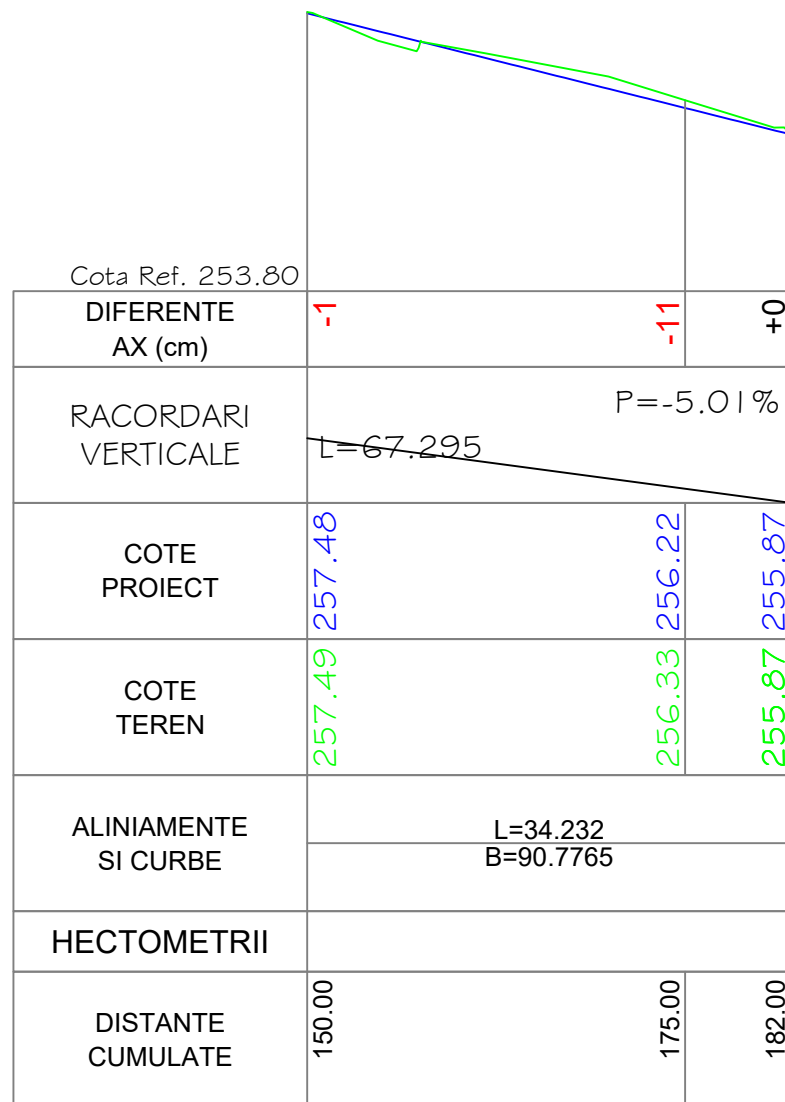 Cota Ref. 253.80
DIFERENTE
AX (cm)
-1
-11
+0
RACORDARI
VERTICALE
L=67.295
P=-5.01%
COTE
PROIECT
257.48
256.22
255.87
COTE
TEREN
257.49
256.33
255.87
ALINIAMENTE
SI CURBE
L=34.232
B=90.7765
HECTOMETRII
DISTANTE
CUMULATE
150.00
175.00
182.00